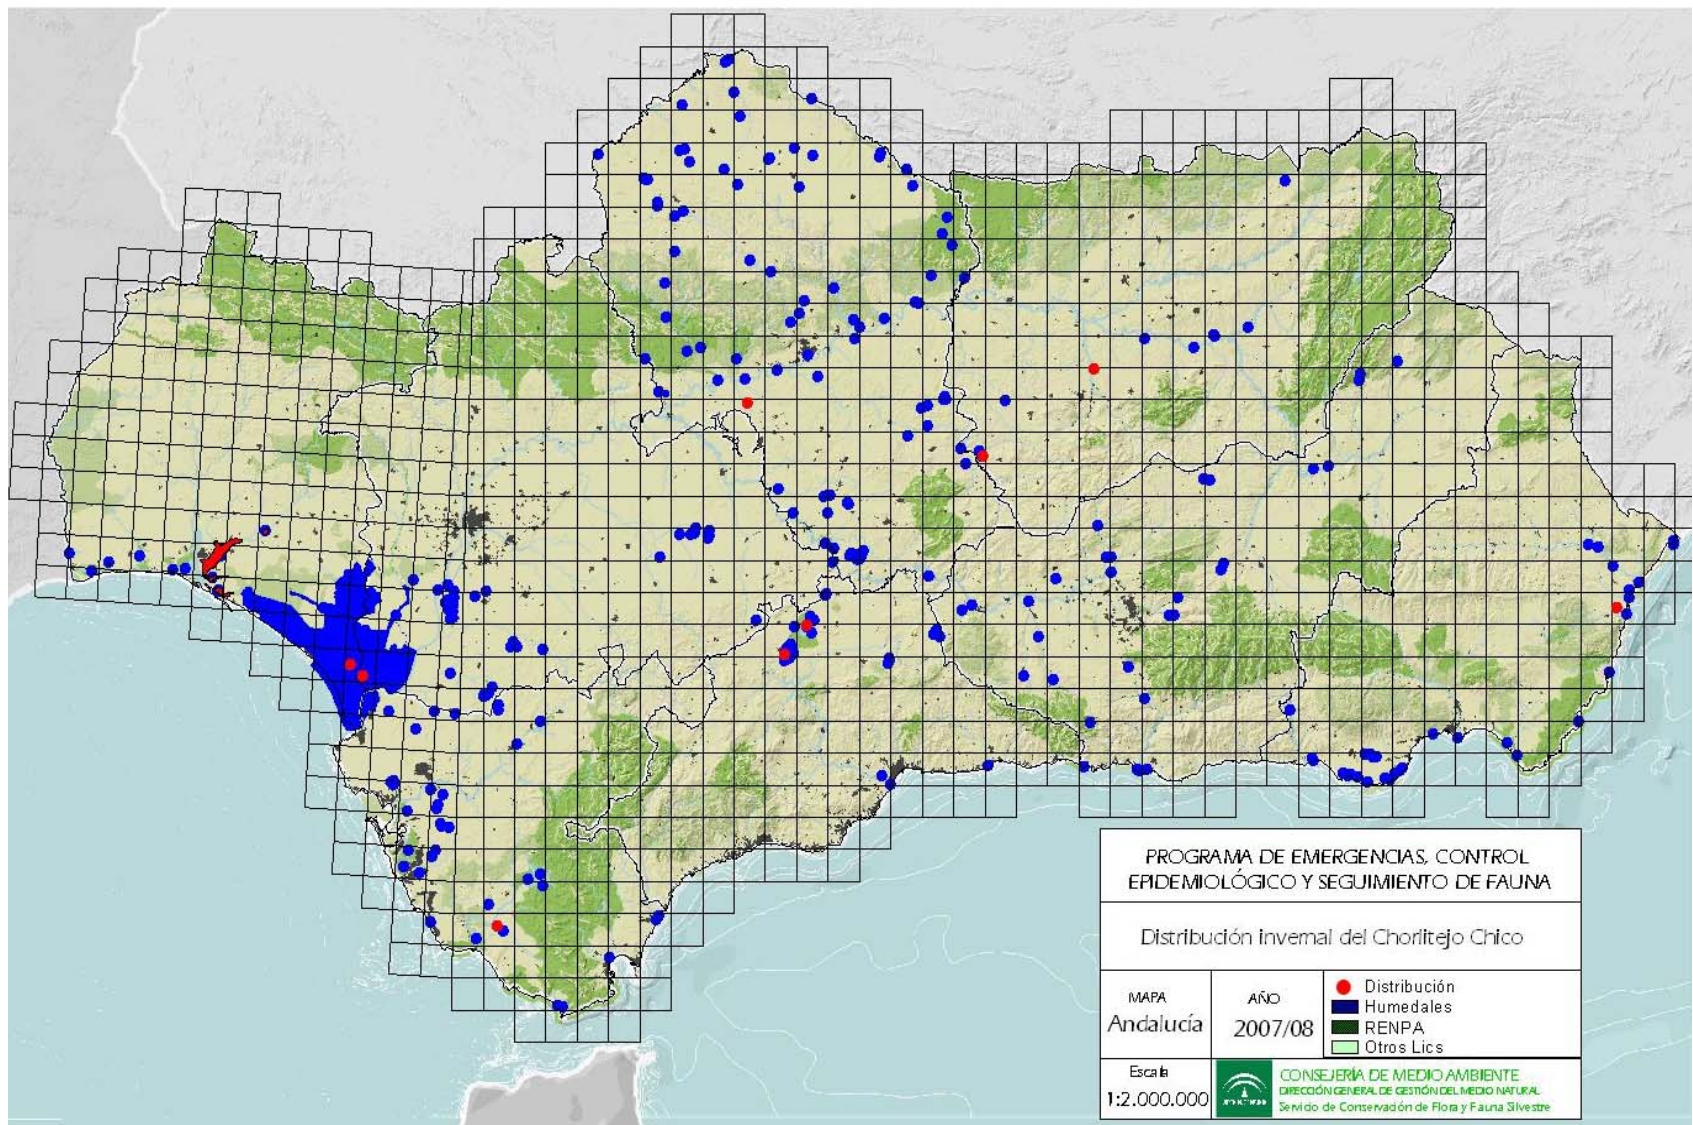 PROGRAMA DE EMERGENCIAS, CONTROL
EPIDEMIOLÓGICO Y SEGUIMIENTO DE FAUNA
Distribución invernal del Chorlitejo Chico
MAPA
Andalucía
AÑO
2007/08
Distribución
Humedales
RENPA
Otros Lics
Escala
1:2.000.000
CONSEJERÍA DE MEDIO AMBIENTE
DIRECCIÓN GENERAL DE GESTIÓN DEL MEDIO NATURAL
Servicio de Conservación de Flora y Fauna Silvestre